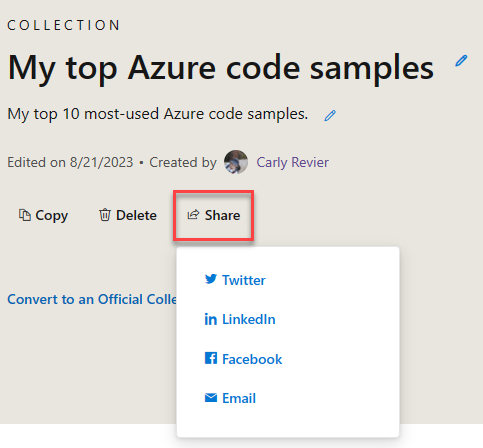 COLLECTION
My top Azure code samples
My top 10 most-used Azure code samples.
Edited on 8/21/2023 • Created by Carly Revier
Copy Delete Share
Twitter
Convert to an Official Colle
LinkedIn
Facebook
Email